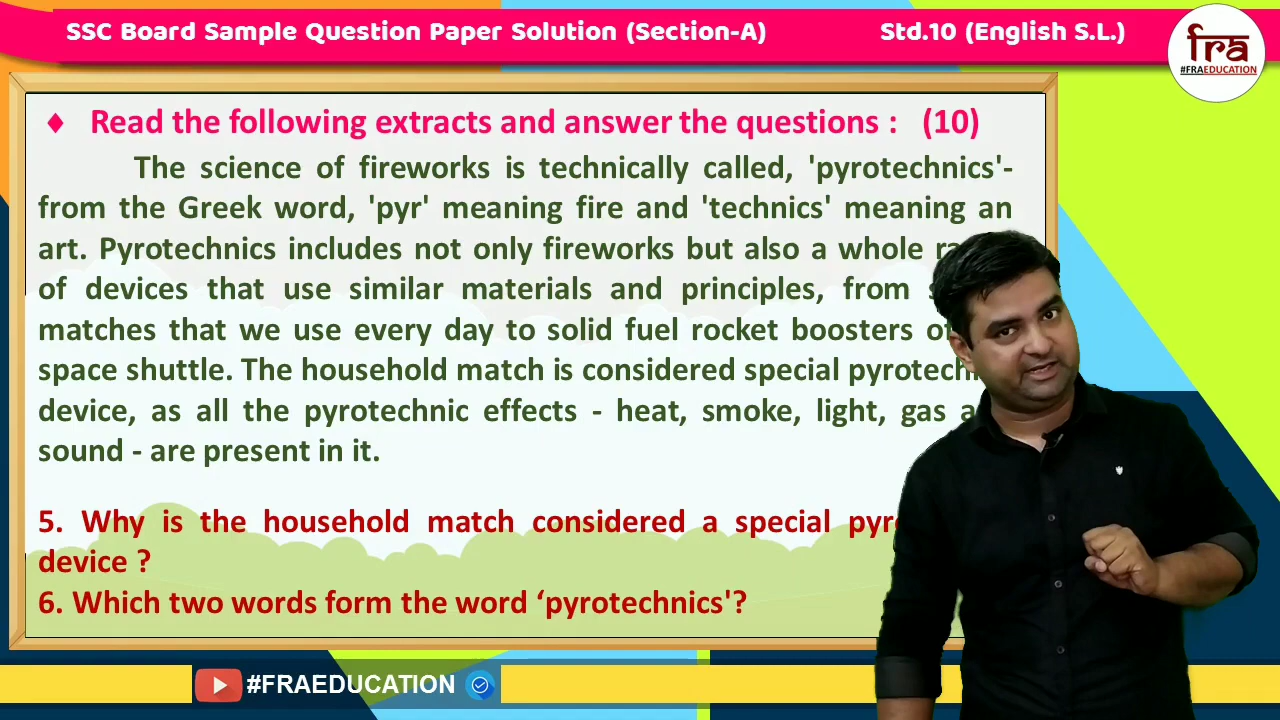 SSC Board Sample Question Paper Solution (Section-A) Std.10 (English S.L.)
fra
#FRAEDUCATION
♦ Read the following extracts and answer the questions : (10)
The science of fireworks is technically called, 'pyrotechnics'-
from the Greek word, 'pyr' meaning fire and 'technics' meaning an
art. Pyrotechnics includes not only fireworks but also a whole
of devices that use similar materials and principles, from
matches that we use every day to solid fuel rocket boosters
space shuttle. The household match is considered special
device, as all the pyrotechnic effects - heat, smoke, light, gas
sound - are present in it.
5. Why is the household match considered a special
device ?
6. Which two words form the word ‘pyrotechnics'?
#FRAEDUCATION